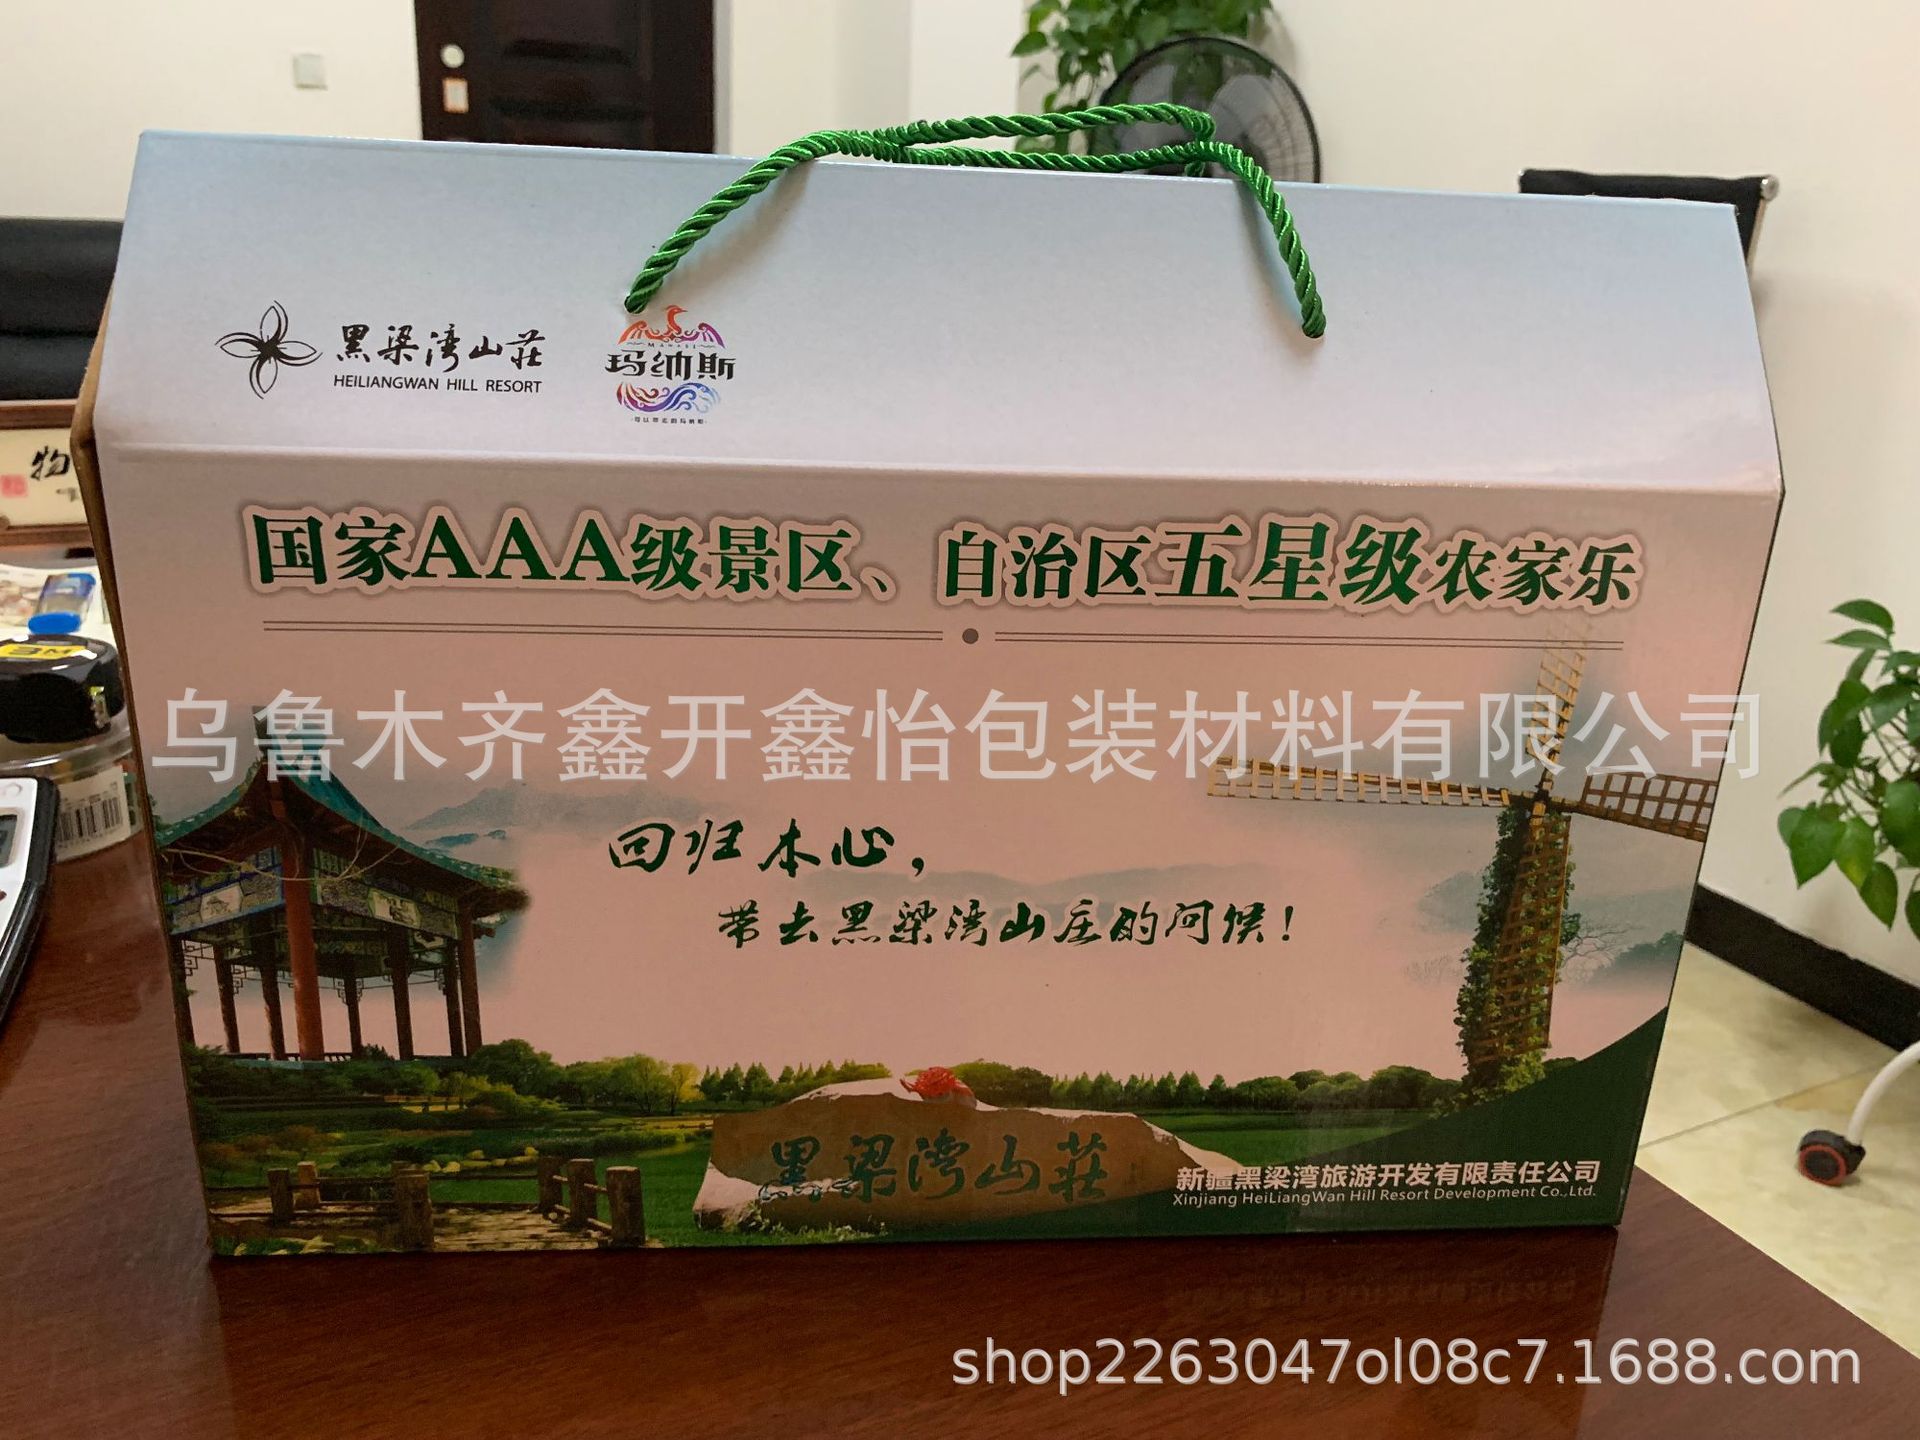 黑梁湾山莊
HEILIANGWAN HILL RESORT
MANASI
玛纳斯
国家AAA级景区、自治区五星级农家乐
乌鲁木齐鑫开鑫怡包装材料有限公司
回归本心，
带去黑梁湾山庄的问候！
黑梁湾山莊
新疆黑梁湾旅游开发有限责任公司
Xinjiang HeiLiangWan Hill Resort Development Co.,Ltd.
物
3M
shop2263047ol08c7.1688.com